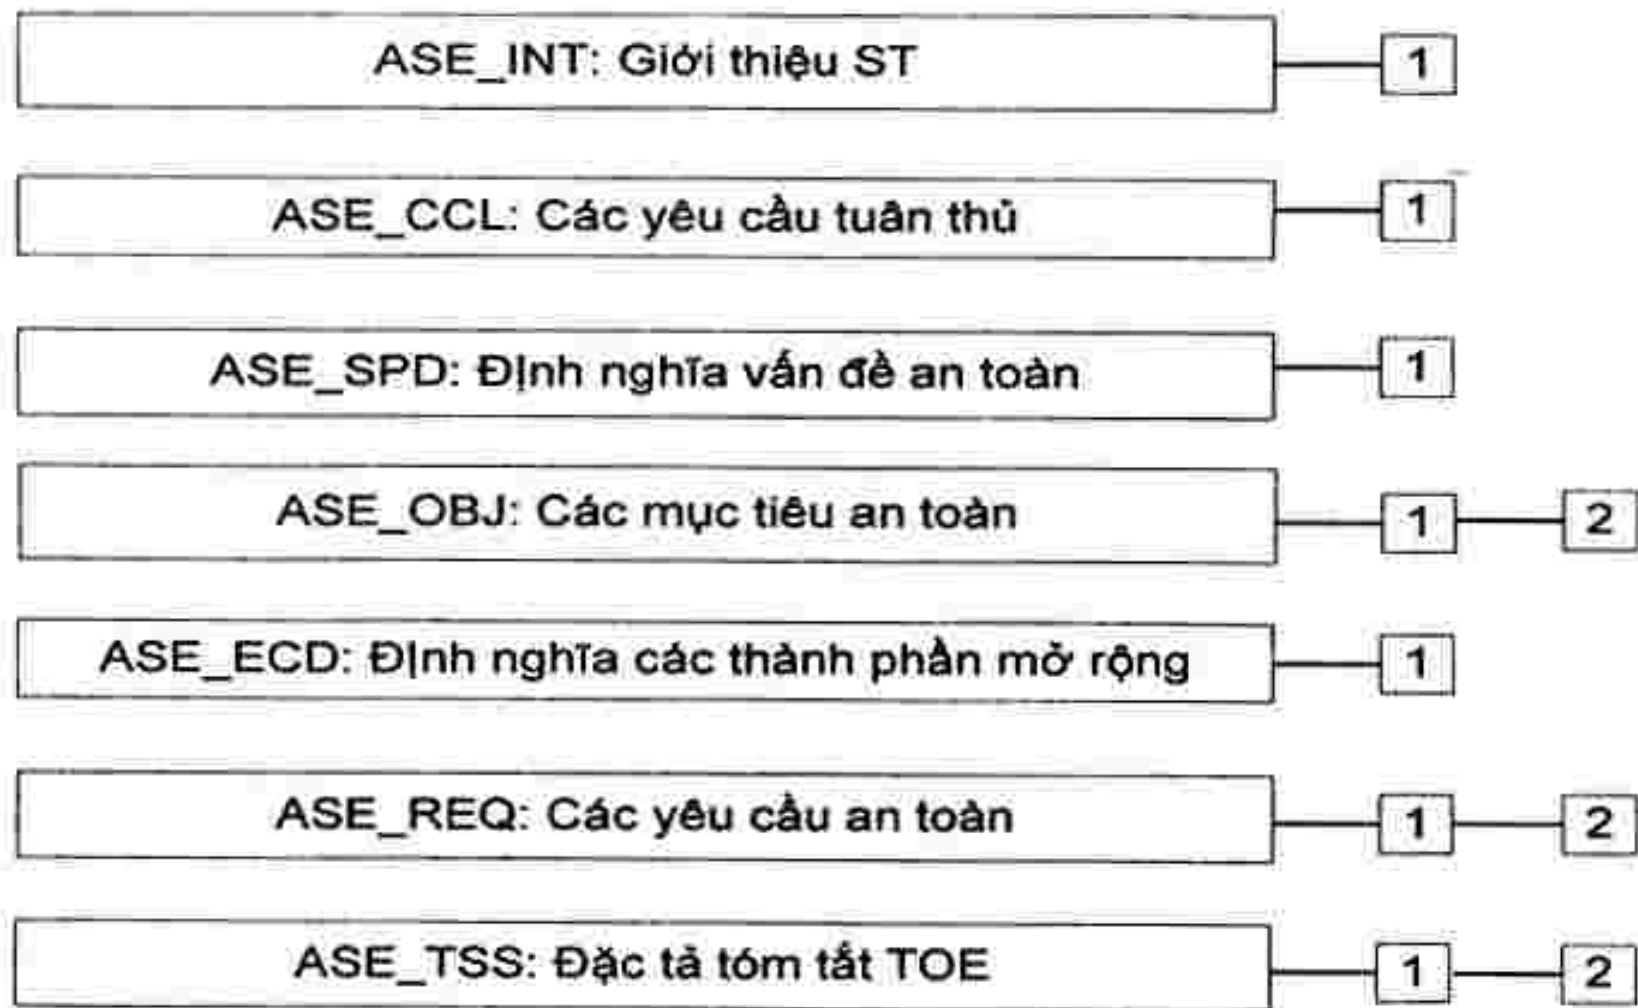 ASE_INT: Giới thiệu ST 1
ASE_CCL: Các yêu cầu tuân thủ 1
ASE_SPD: Định nghĩa vấn đề an toàn 1
ASE_OBJ: Các mục tiêu an toàn 1 2
ASE_ECD: Định nghĩa các thành phần mở rộng 1
ASE_REQ: Các yêu cầu an toàn 1 2
ASE_TSS: Đặc tả tóm tắt TOE 1 2